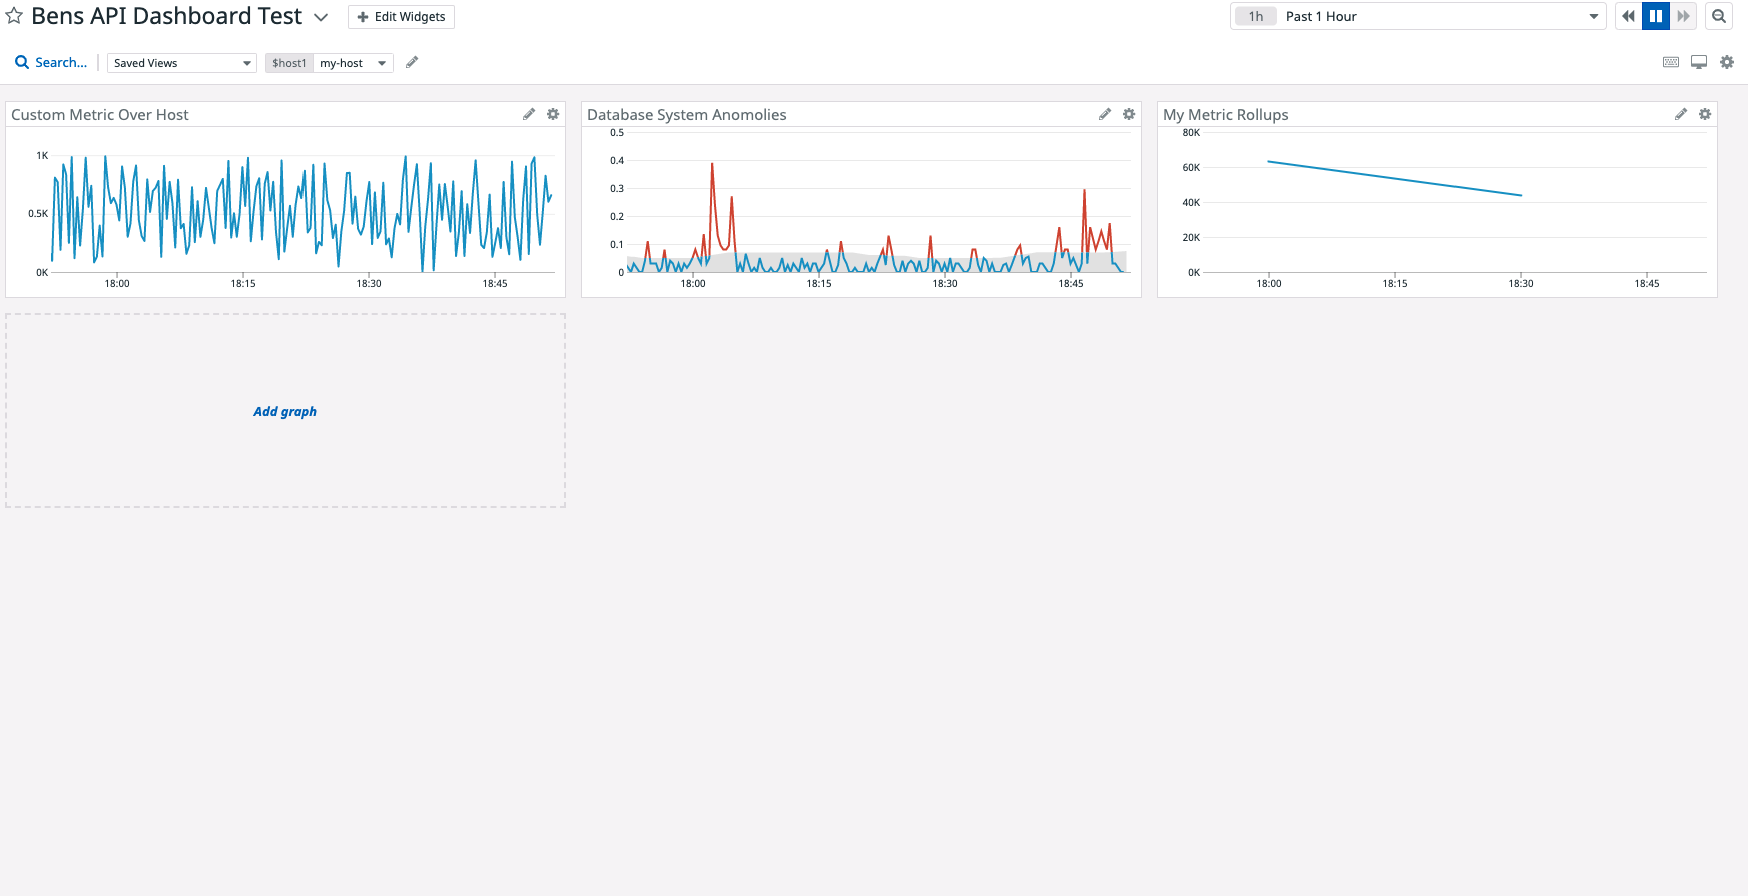 Bens API Dashboard Test
Edit Widgets
1h Past 1 Hour
Search...
Saved Views
$host1 my-host
Custom Metric Over Host
1K
0.5K
0K
18:00 18:15 18:30 18:45
Database System Anomolies
0.5
0.4
0.3
0.2
0.1
0
18:00 18:15 18:30 18:45
My Metric Rollups
80K
60K
40K
20K
0K
18:00 18:15 18:30 18:45
Add graph